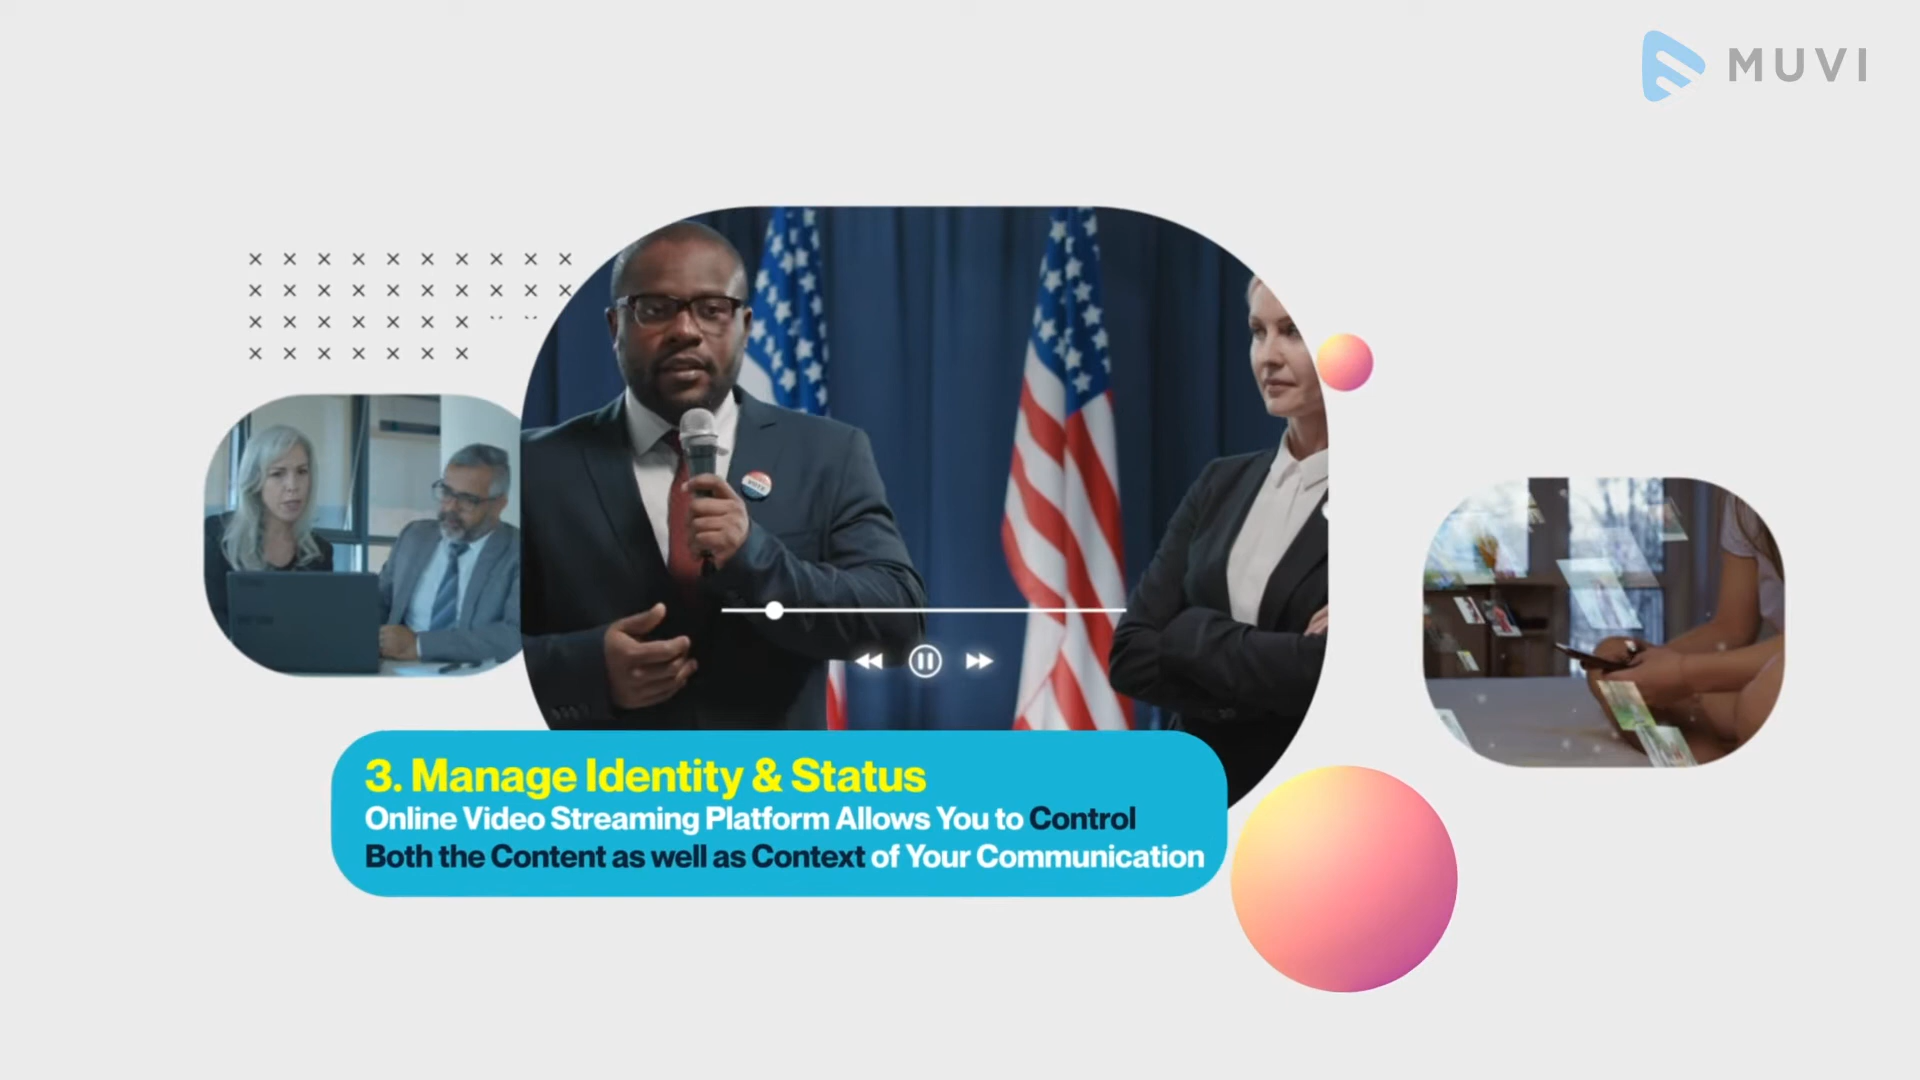 MUVI
VOTE
3. Manage Identity & Status
Online Video Streaming Platform Allows You to Control
Both the Content as well as Context of Your Communication